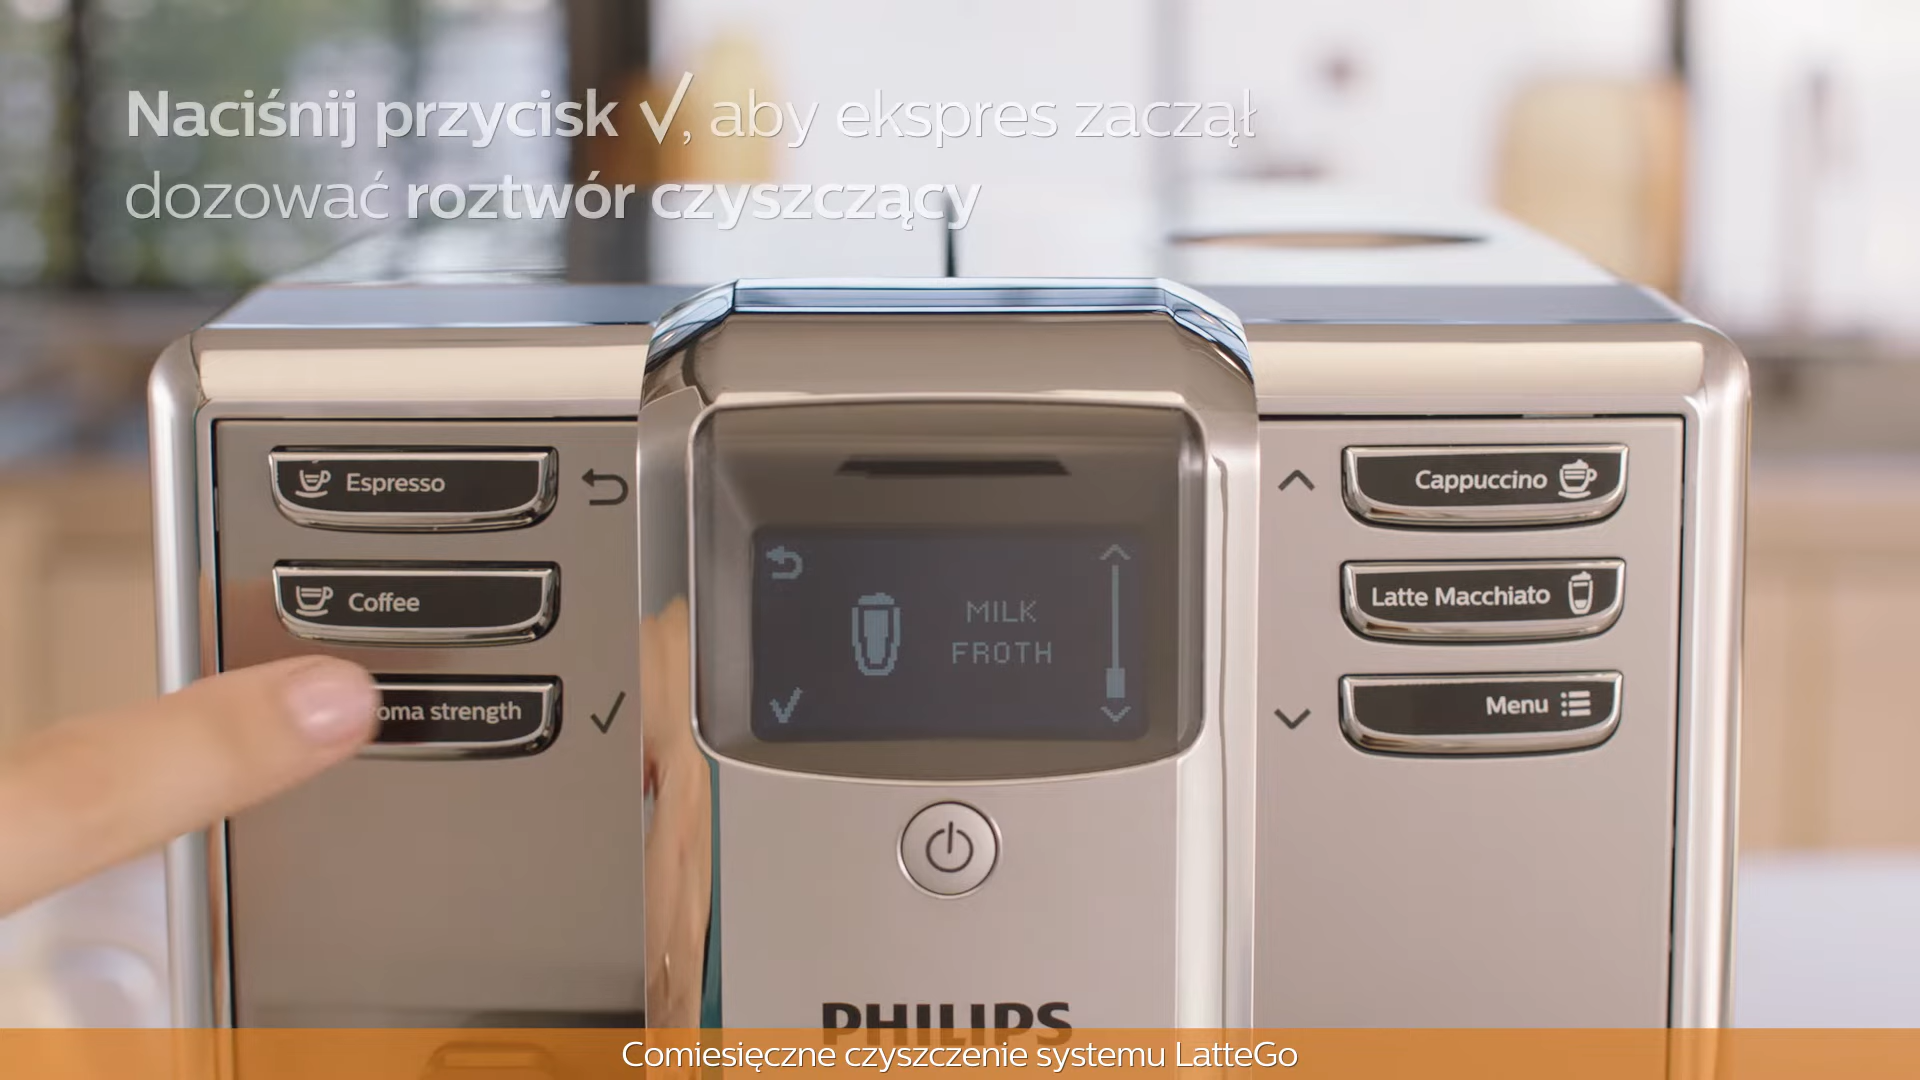 Naciśnij przycisk ✓, aby ekspres zaczął
dozować roztwór czyszczący
Espresso
Cappuccino
Coffee
Latte Macchiato
oma strength
Menu
MILK
FROTH
PHILIPS
Comiesięczne czyszczenie systemu LatteGo